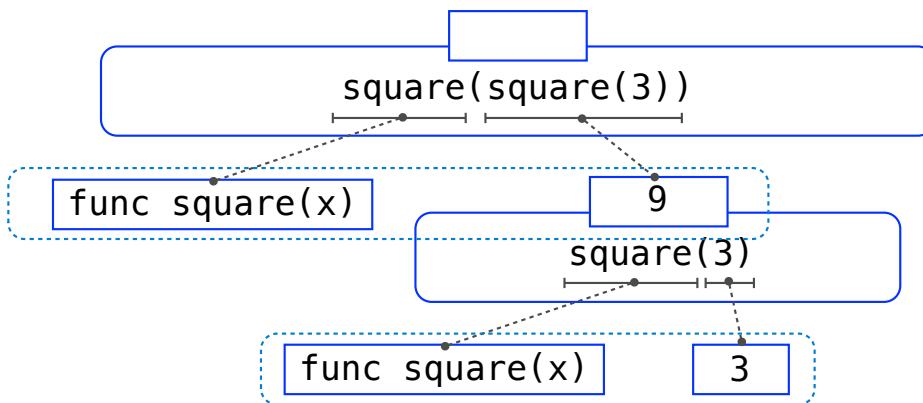 square(square(3))
func square(x)
9
square(3)
func square(x)
3